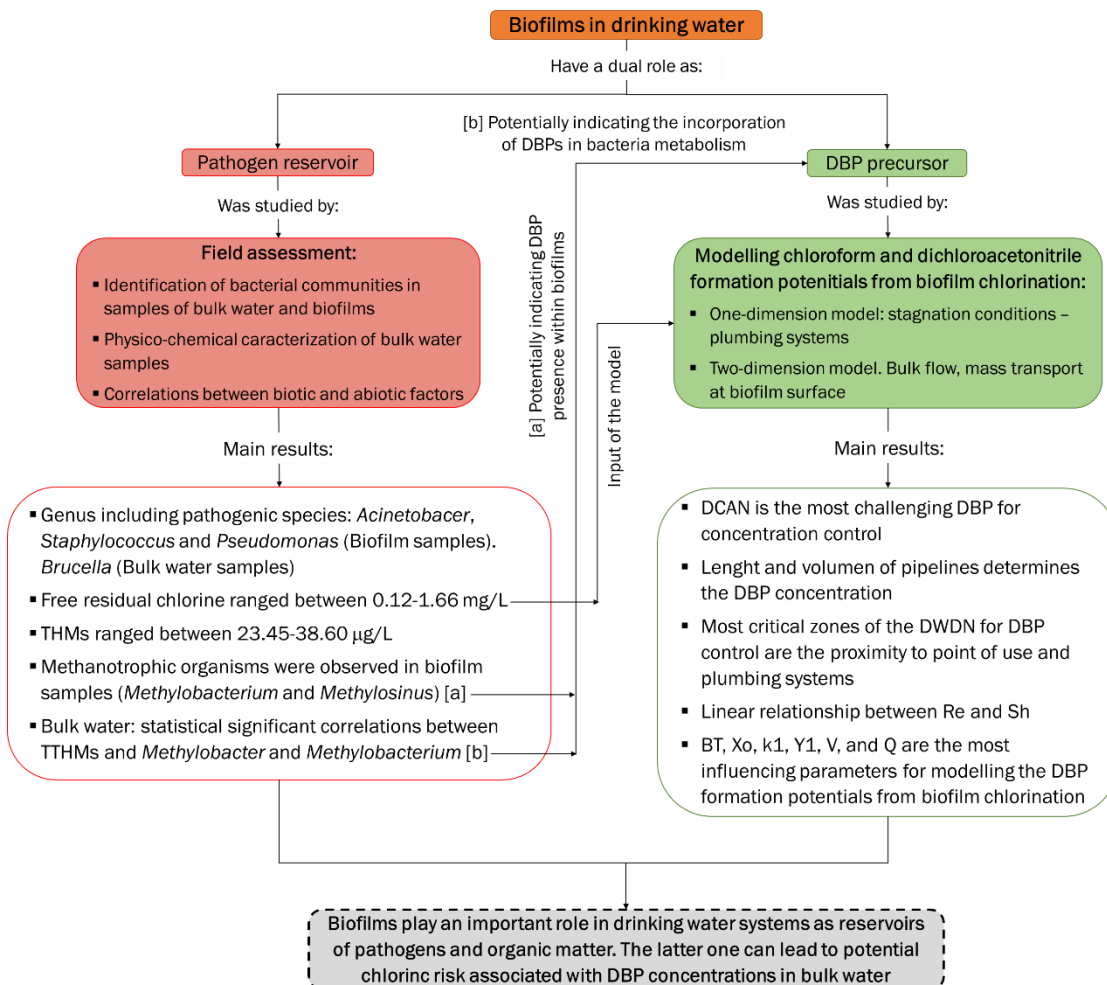 Biofilms in drinking water
Have a dual role as:
[b] Potentially indicating the incorporation
of DBPs in bacteria metabolism
Pathogen reservoir
DBP precursor
Was studied by:
Was studied by:
Field assessment:
▪ Identification of bacterial communities in
samples of bulk water and biofilms
▪ Physico-chemical caracterization of bulk water
samples
▪ Correlations between biotic and abiotic factors
[a] Potentially indicating DBP
presence within biofilms
Input of the model
Modelling chloroform and dichloroacetonitrile
formation potenitials from biofilm chlorination:
▪ One-dimension model: stagnation conditions –
plumbing systems
▪ Two-dimension model. Bulk flow, mass transport
at biofilm surface
Main results:
Main results:
▪ Genus including pathogenic species: Acinetobacer,
Staphylococcus and Pseudomonas (Biofilm samples).
Brucella (Bulk water samples)
▪ Free residual chlorine ranged between 0.12-1.66 mg/L
▪ THMs ranged between 23.45-38.60 µg/L
▪ Methanotrophic organisms were observed in biofilm
samples (Methylobacterium and Methylosinus) [a]
▪ Bulk water: statistical significant correlations between
TTHMs and Methylobacter and Methylobacterium [b]
▪ DCAN is the most challenging DBP for
concentration control
▪ Lenght and volumen of pipelines determines
the DBP concentration
▪ Most critical zones of the DWDN for DBP
control are the proximity to point of use and
plumbing systems
▪ Linear relationship between Re and Sh
▪ BT, Xo, k1, Y1, V, and Q are the most
influencing parameters for modelling the DBP
formation potentials from biofilm chlorination
Biofilms play an important role in drinking water systems as reservoirs
of pathogens and organic matter. The latter one can lead to potential
chlorinc risk associated with DBP concentrations in bulk water